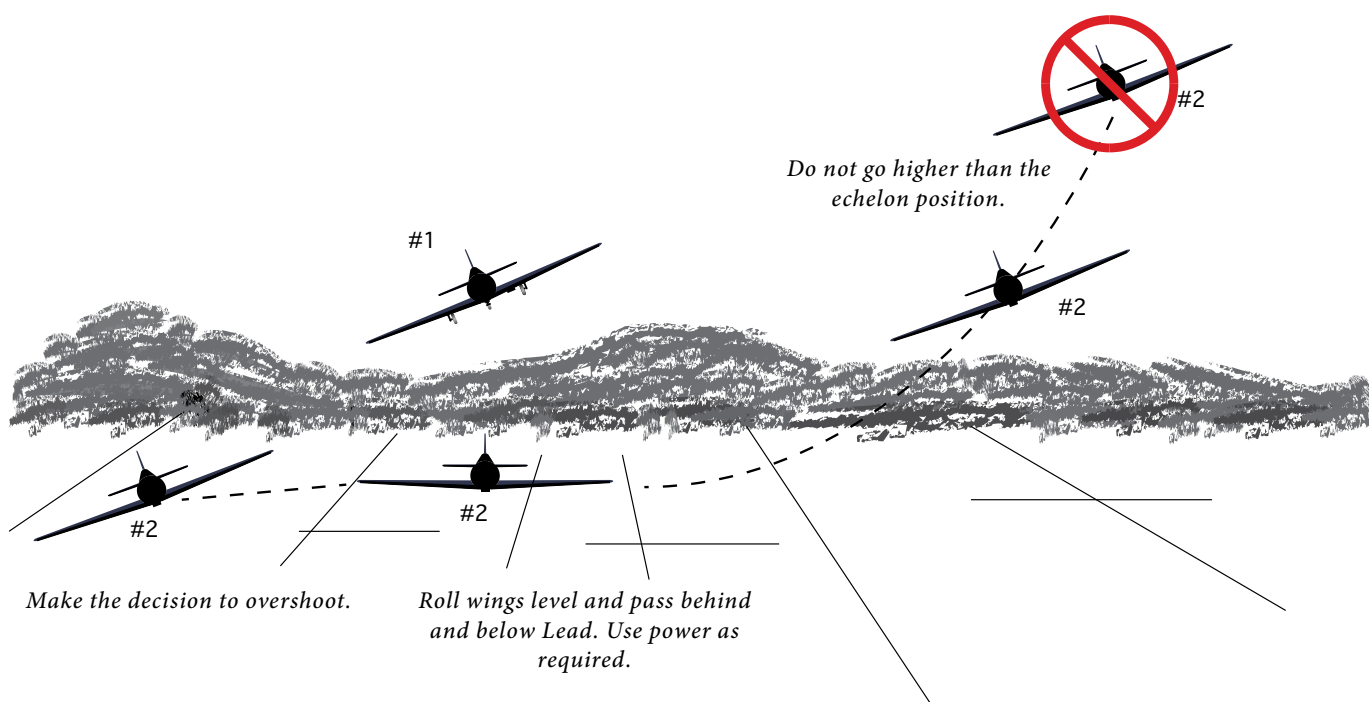 #2
Do not go higher than the
echelon position.
#1
#2
#2
#2
Make the decision to overshoot.
Roll wings level and pass behind
and below Lead. Use power as
required.